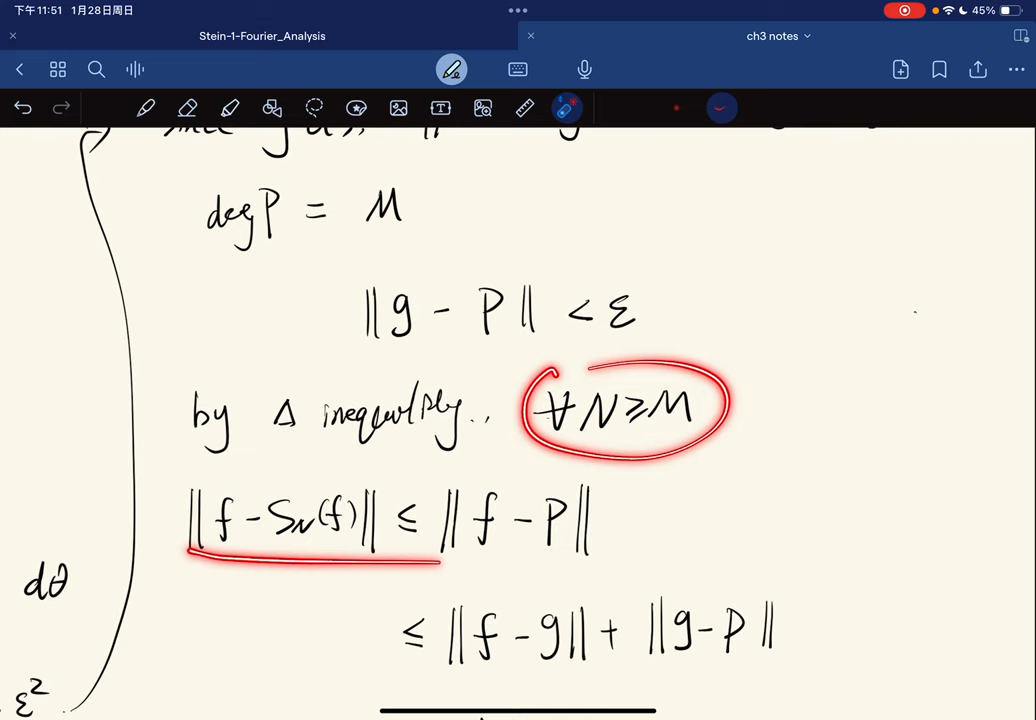 下午11:51 1月28日周日
45%
Stein-1-Fourier_Analysis
ch3 notes
deg P = M
‖g - P‖ < ε
by Δ inequality.. ∀ N ≥ M
‖f - S_N(f)‖ ≤ ‖f - P‖
dθ
≤ ‖f - g‖ + ‖g - P‖
ε²